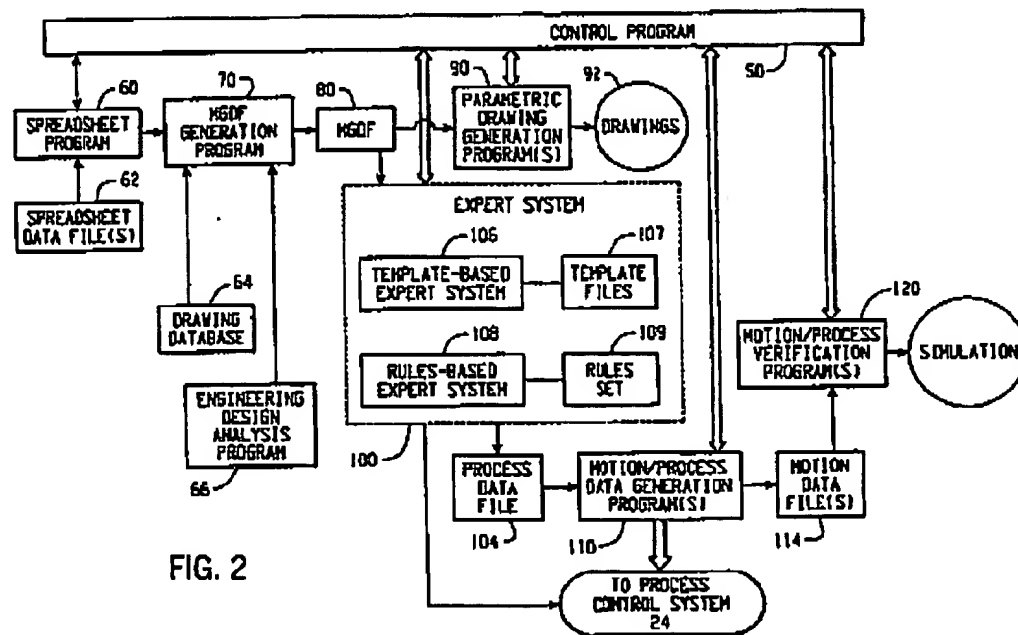 CONTROL PROGRAM
50
60
SPREADSHEET
PROGRAM
62
SPREADSHEET
DATA FILE(S)
70
MGDF
GENERATION
PROGRAM
80
MGDF
90
PARAMETRIC
DRAWING
GENERATION
PROGRAM(S)
92
DRAWINGS
64
DRAWING
DATABASE
ENGINEERING
DESIGN
ANALYSIS
PROGRAM
66
EXPERT SYSTEM
106
TEMPLATE-BASED
EXPERT SYSTEM
107
TEMPLATE
FILES
108
RULES-BASED
EXPERT SYSTEM
109
RULES
SET
100
PROCESS
DATA
FILE
104
MOTION/PROCESS
DATA GENERATION
PROGRAM(S)
110
MOTION
DATA
FILE(S)
114
120
MOTION/PROCESS
VERIFICATION
PROGRAM(S)
SIMULATION
TO PROCESS
CONTROL SYSTEM
24
FIG. 2